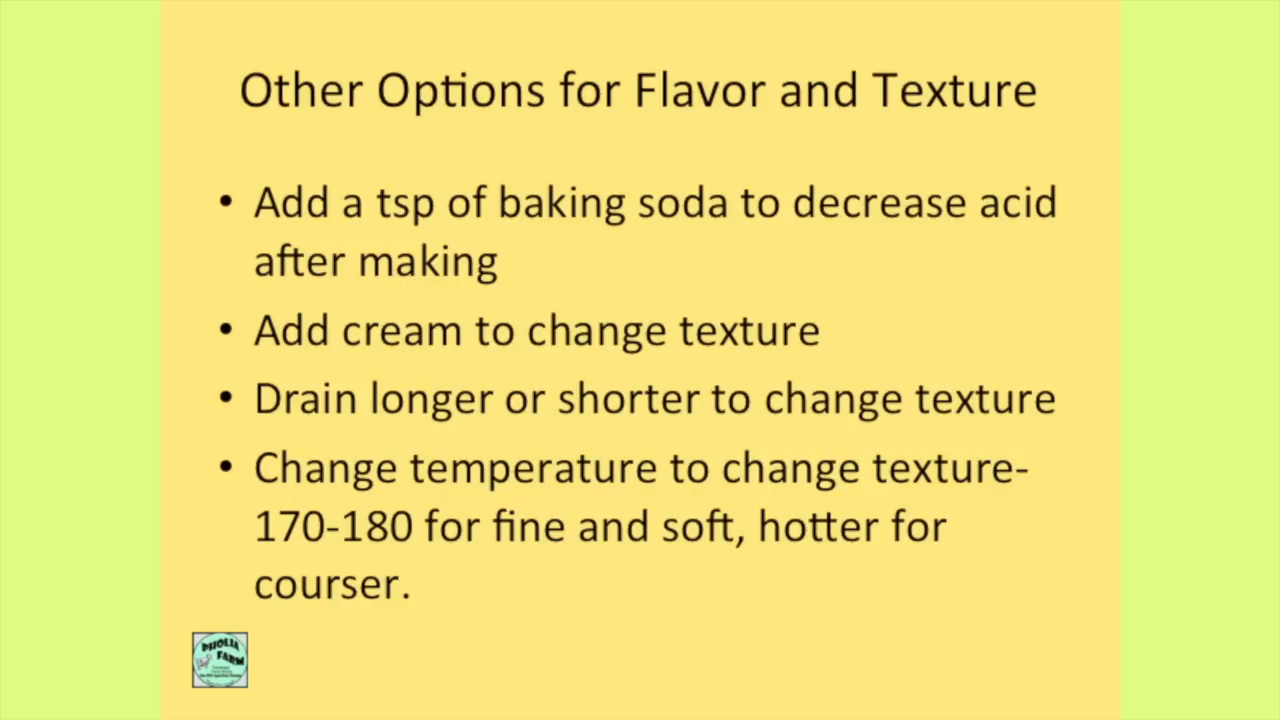 Other Options for Flavor and Texture
• Add a tsp of baking soda to decrease acid
after making
• Add cream to change texture
• Drain longer or shorter to change texture
• Change temperature to change texture-
170-180 for fine and soft, hotter for
courser.
PHOLIA
FARM